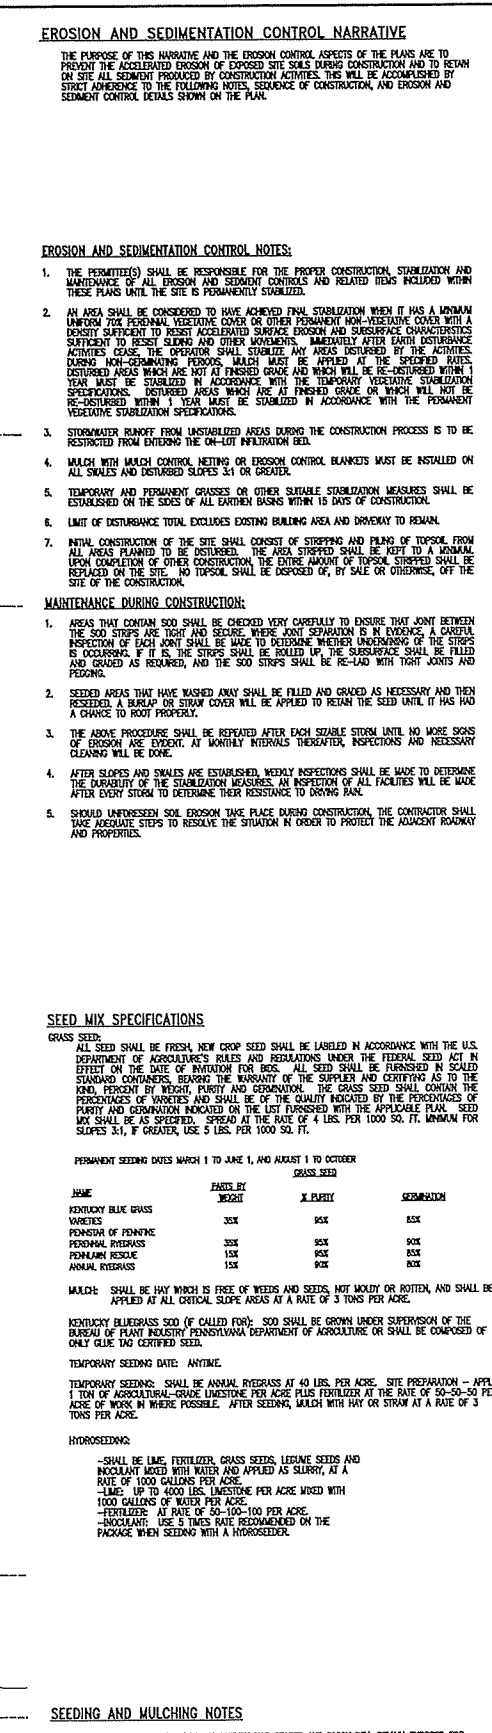 EROSION AND SEDIMENTATION CONTROL NARRATIVE
THE PURPOSE OF THIS NARRATIVE AND THE EROSION CONTROL ASPECTS OF THE PLANS ARE TO
PREVENT THE ACCELERATED EROSION OF EXPOSED SITE SOILS DURING CONSTRUCTION AND TO RETAIN
ON SITE ALL SEDIMENT PRODUCED BY CONSTRUCTION ACTIVITIES. THIS WILL BE ACCOMPLISHED BY
STRICT ADHERENCE TO THE FOLLOWING NOTES, SEQUENCE OF CONSTRUCTION, AND EROSION AND
SEDIMENT CONTROL DETAILS SHOWN ON THE PLAN.
EROSION AND SEDIMENTATION CONTROL NOTES:
1. THE PERMITTEE(S) SHALL BE RESPONSIBLE FOR THE PROPER CONSTRUCTION, STABILIZATION AND
MAINTENANCE OF ALL EROSION AND SEDIMENT CONTROLS AND RELATED ITEMS INCLUDED WITHIN
THESE PLANS UNTIL THE SITE IS PERMANENTLY STABILIZED.
2. AN AREA SHALL BE CONSIDERED TO HAVE ACHIEVED FINAL STABILIZATION WHEN IT HAS A MINIMUM
UNIFORM 70% PERENNIAL VEGETATIVE COVER OR OTHER PERMANENT NON-VEGETATIVE COVER WITH A
DENSITY SUFFICIENT TO RESIST ACCELERATED SURFACE EROSION AND SUBSURFACE CHARACTERISTICS
SUFFICIENT TO RESIST SLIDING AND OTHER MOVEMENTS. IMMEDIATELY AFTER EARTH DISTURBANCE
ACTIVITIES CEASE, THE OPERATOR SHALL STABILIZE ANY AREAS DISTURBED BY THE ACTIVITIES.
DURING NON-GERMINATING PERIODS, MULCH MUST BE APPLIED AT THE SPECIFIED RATES.
DISTURBED AREAS WHICH ARE NOT AT FINISHED GRADE AND WHICH WILL BE RE-DISTURBED WITHIN 1
YEAR MUST BE STABILIZED IN ACCORDANCE WITH THE TEMPORARY VEGETATIVE STABILIZATION
SPECIFICATIONS. DISTURBED AREAS WHICH ARE AT FINISHED GRADE OR WHICH WILL NOT BE
RE-DISTURBED WITHIN 1 YEAR MUST BE STABILIZED IN ACCORDANCE WITH THE PERMANENT
VEGETATIVE STABILIZATION SPECIFICATIONS.
3. STORMWATER RUNOFF FROM UNSTABILIZED AREAS DURING THE CONSTRUCTION PROCESS IS TO BE
RESTRICTED FROM ENTERING THE ON-LOT INFILTRATION BED.
4. MULCH WITH MULCH CONTROL NETTING OR EROSION CONTROL BLANKETS MUST BE INSTALLED ON
ALL SWALES AND DISTURBED SLOPES 3:1 OR GREATER.
5. TEMPORARY AND PERMANENT GRASSES OR OTHER SUITABLE STABILIZATION MEASURES SHALL BE
ESTABLISHED ON THE SIDES OF ALL EARTHEN BASINS WITHIN 15 DAYS OF CONSTRUCTION.
6. LIMIT OF DISTURBANCE TOTAL EXCLUDES EXISTING BUILDING AREA AND DRIVEWAY TO REMAIN.
7. INITIAL CONSTRUCTION OF THE SITE SHALL CONSIST OF STRIPPING AND PILING OF TOPSOIL FROM
ALL AREAS PLANNED TO BE DISTURBED. THE AREA STRIPPED SHALL BE KEPT TO A MINIMUM.
UPON COMPLETION OF OTHER CONSTRUCTION, THE ENTIRE AMOUNT OF TOPSOIL STRIPPED SHALL BE
REPLACED ON THE SITE. NO TOPSOIL SHALL BE DISPOSED OF, BY SALE OR OTHERWISE, OFF THE
SITE OF THE CONSTRUCTION.
MAINTENANCE DURING CONSTRUCTION:
1. AREAS THAT CONTAIN SOD SHALL BE CHECKED VERY CAREFULLY TO ENSURE THAT JOINT BETWEEN
THE SOD STRIPS ARE TIGHT AND SECURE. WHERE JOINT SEPARATION IS IN EVIDENCE, A CAREFUL
INSPECTION OF EACH JOINT SHALL BE MADE TO DETERMINE WHETHER UNDERMINING OF THE STRIPS
IS OCCURRING. IF IT IS, THE STRIPS SHALL BE ROLLED UP, THE SUBSURFACE SHALL BE FILLED
AND GRADED AS REQUIRED, AND THE SOD STRIPS SHALL BE RE-LAID WITH TIGHT JOINTS AND
PEGGING.
2. SEEDED AREAS THAT HAVE WASHED AWAY SHALL BE FILLED AND GRADED AS NECESSARY AND THEN
RESEEDED. A BURLAP OR STRAW COVER WILL BE APPLIED TO RETAIN THE SEED UNTIL IT HAS HAD
A CHANCE TO ROOT PROPERLY.
3. THE ABOVE PROCEDURE SHALL BE REPEATED AFTER EACH SIZABLE STORM UNTIL NO MORE SIGNS
OF EROSION ARE EVIDENT. AT MONTHLY INTERVALS THEREAFTER, INSPECTIONS AND NECESSARY
CLEANING WILL BE DONE.
4. AFTER SLOPES AND SWALES ARE ESTABLISHED, WEEKLY INSPECTIONS SHALL BE MADE TO DETERMINE
THE DURABILITY OF THE STABILIZATION MEASURES. AN INSPECTION OF ALL FACILITIES WILL BE MADE
AFTER EVERY STORM TO DETERMINE THEIR RESISTANCE TO DRIVING RAIN.
5. SHOULD UNFORESEEN SOIL EROSION TAKE PLACE DURING CONSTRUCTION, THE CONTRACTOR SHALL
TAKE ADEQUATE STEPS TO RESOLVE THE SITUATION IN ORDER TO PROTECT THE ADJACENT ROADWAY
AND PROPERTIES.
SEED MIX SPECIFICATIONS
GRASS SEED:
ALL SEED SHALL BE FRESH, NEW CROP SEED SHALL BE LABELED IN ACCORDANCE WITH THE U.S.
DEPARTMENT OF AGRICULTURE'S RULES AND REGULATIONS UNDER THE FEDERAL SEED ACT IN
EFFECT ON THE DATE OF INVITATION FOR BIDS. ALL SEED SHALL BE FURNISHED IN SCALED
STANDARD CONTAINERS, BEARING THE WARRANTY OF THE SUPPLIER AND CERTIFYING AS TO THE
KIND, PERCENT BY WEIGHT, PURITY AND GERMINATION. THE GRASS SEED SHALL CONTAIN THE
PERCENTAGES OF VARIETIES AND SHALL BE OF THE QUALITY INDICATED BY THE PERCENTAGES OF
PURITY AND GERMINATION INDICATED ON THE LIST FURNISHED WITH THE APPLICABLE PLAN. SEED
MIX SHALL BE AS SPECIFIED. SPREAD AT THE RATE OF 4 LBS. PER 1000 SQ. FT. MINIMUM FOR
SLOPES 3:1, IF GREATER, USE 5 LBS. PER 1000 SQ. FT.
PERMANENT SEEDING DATES MARCH 1 TO JUNE 1, AND AUGUST 1 TO OCTOBER
GRASS SEED
NAME PARTS BY WEIGHT % PURITY GERMINATION
KENTUCKY BLUE GRASS
VARIETIES 35% 95% 85%
PENNSTAR OF PENNFINE
PERENNIAL RYEGRASS 35% 95% 90%
PENNLAWN RESCUE 15% 95% 85%
ANNUAL RYEGRASS 15% 90% 80%
MULCH: SHALL BE HAY WHICH IS FREE OF WEEDS AND SEEDS, NOT MOLDY OR ROTTEN, AND SHALL BE
APPLIED AT ALL CRITICAL SLOPE AREAS AT A RATE OF 3 TONS PER ACRE.
KENTUCKY BLUEGRASS SOD (IF CALLED FOR): SOD SHALL BE GROWN UNDER SUPERVISION OF THE
BUREAU OF PLANT INDUSTRY PENNSYLVANIA DEPARTMENT OF AGRICULTURE OR SHALL BE COMPOSED OF
ONLY GLUE TAG CERTIFIED SEED.
TEMPORARY SEEDING DATE: ANYTIME.
TEMPORARY SEEDING: SHALL BE ANNUAL RYEGRASS AT 40 LBS. PER ACRE. SITE PREPARATION - APPL
1 TON OF AGRICULTURAL-GRADE LIMESTONE PER ACRE PLUS FERTILIZER AT THE RATE OF 50-50-50 PE
ACRE OF WORK IN WHERE POSSIBLE. AFTER SEEDING, MULCH WITH HAY OR STRAW AT A RATE OF 3
TONS PER ACRE.
HYDROSEEDING:
-SHALL BE LIME, FERTILIZER, GRASS SEEDS, LEGUME SEEDS AND
INOCULANT MIXED WITH WATER AND APPLIED AS SLURRY, AT A
RATE OF 1000 GALLONS PER ACRE.
-LIME: UP TO 4000 LBS. LIMESTONE PER ACRE MIXED WITH
1000 GALLONS OF WATER PER ACRE.
-FERTILIZER: AT RATE OF 50-100-100 PER ACRE.
-INOCULANT: USE 5 TIMES RATE RECOMMENDED ON THE
PACKAGE WHEN SEEDING WITH A HYDROSEEDER.
SEEDING AND MULCHING NOTES